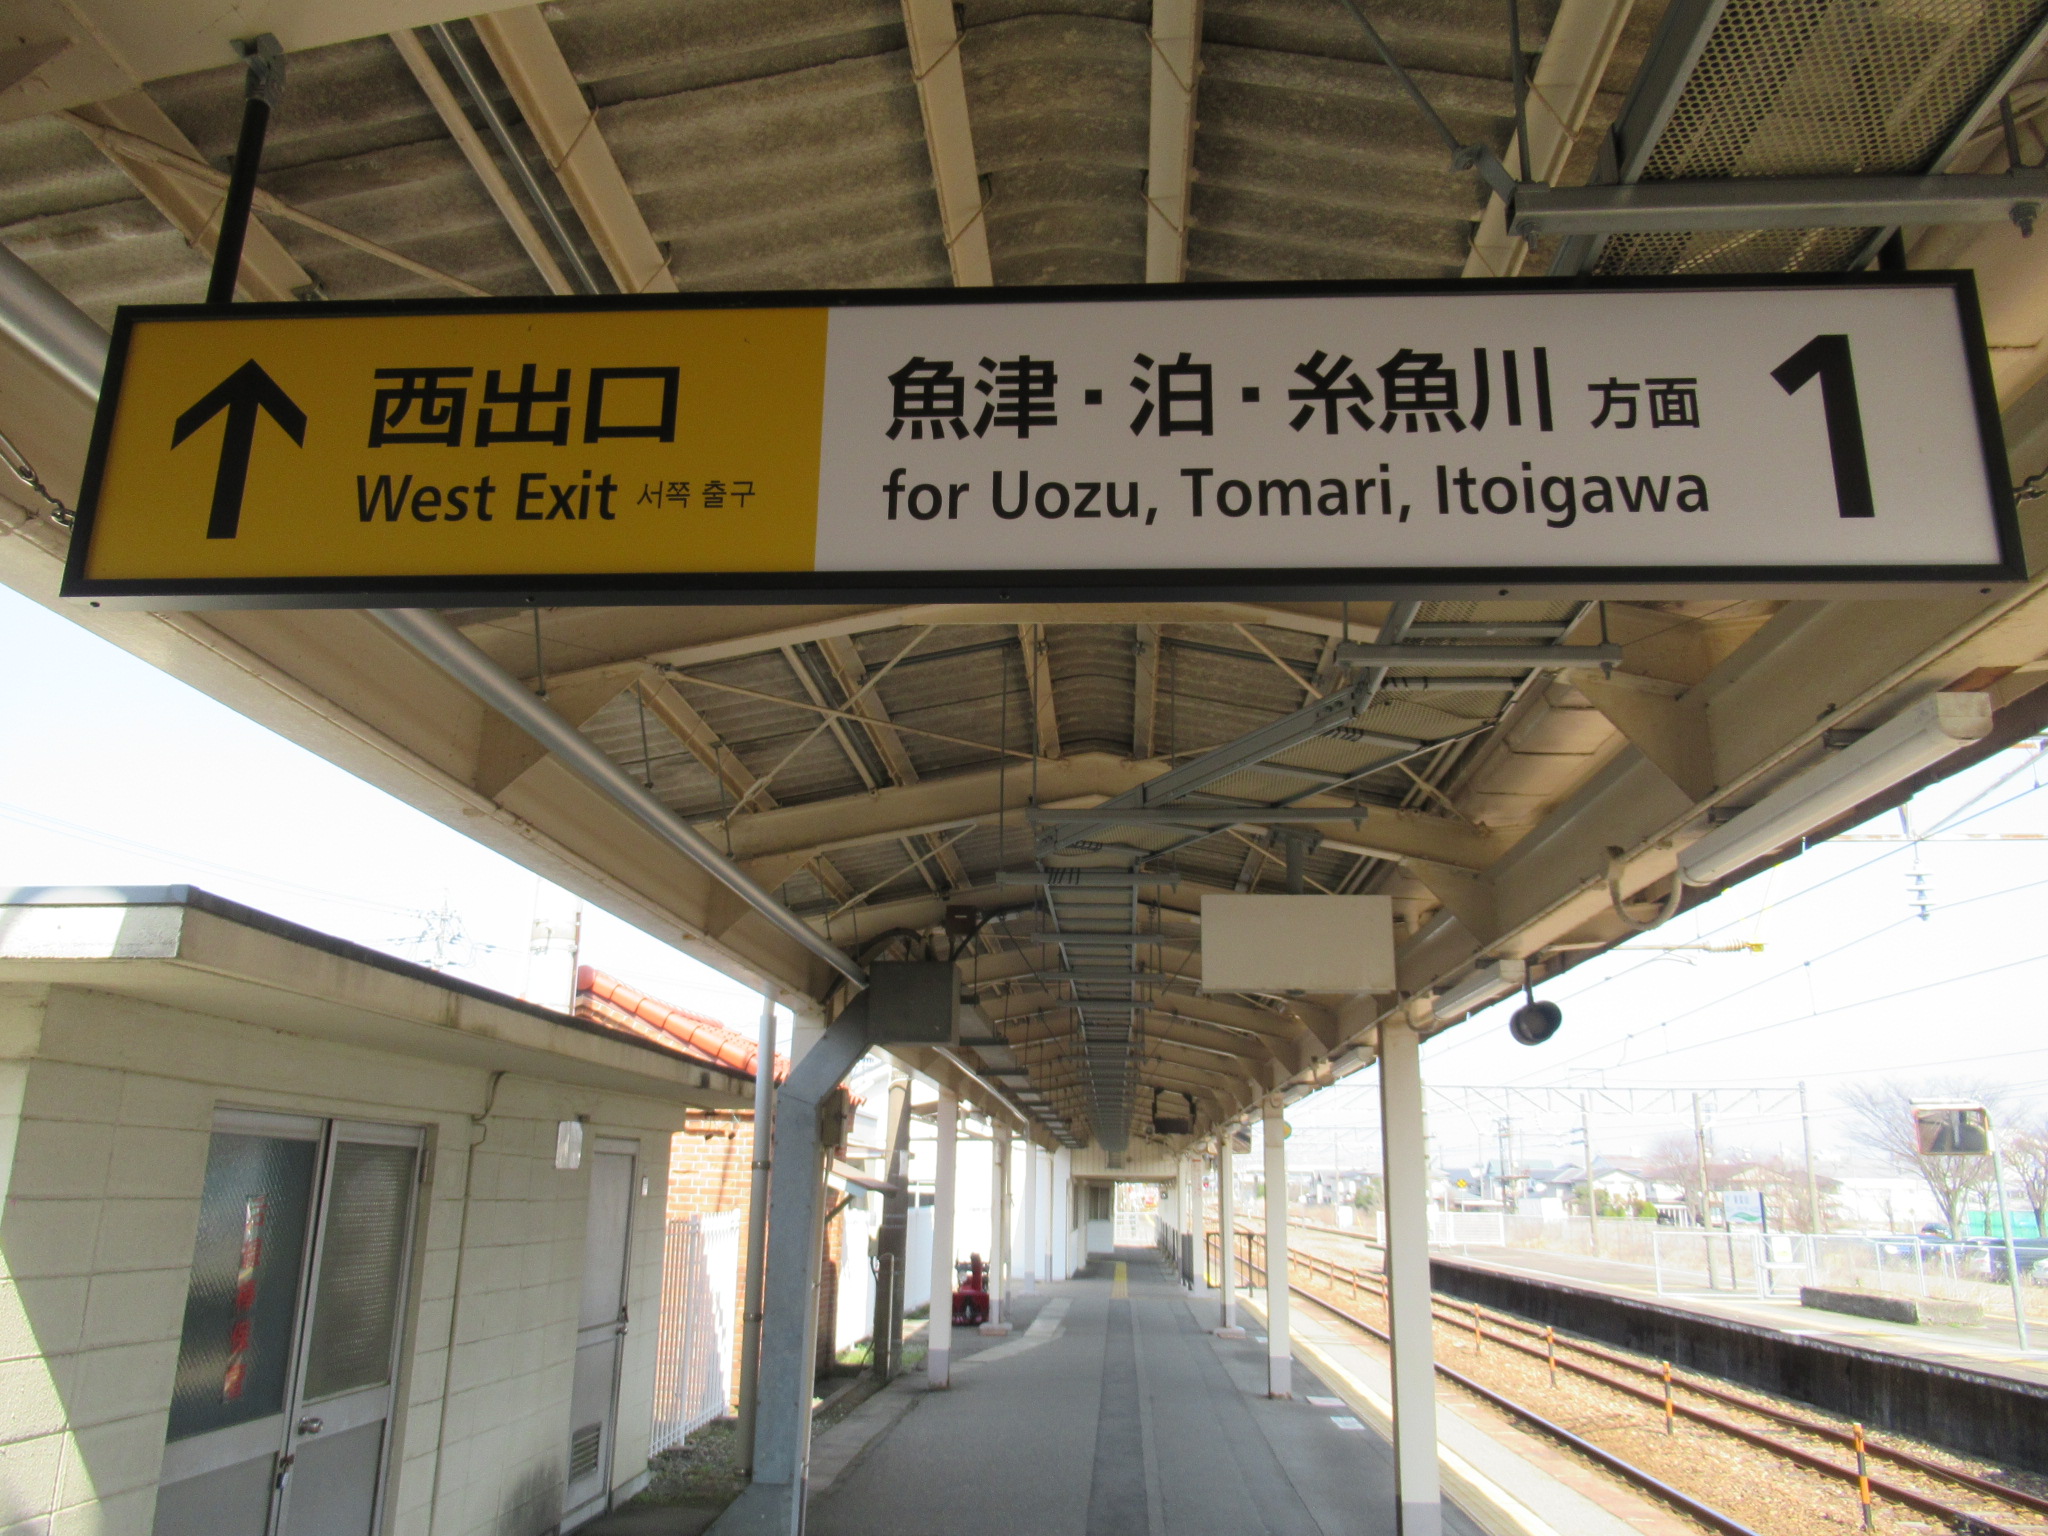 西出口
West Exit 서쪽 출구
魚津・泊・糸魚川 方面
for Uozu, Tomari, Itoigawa
1